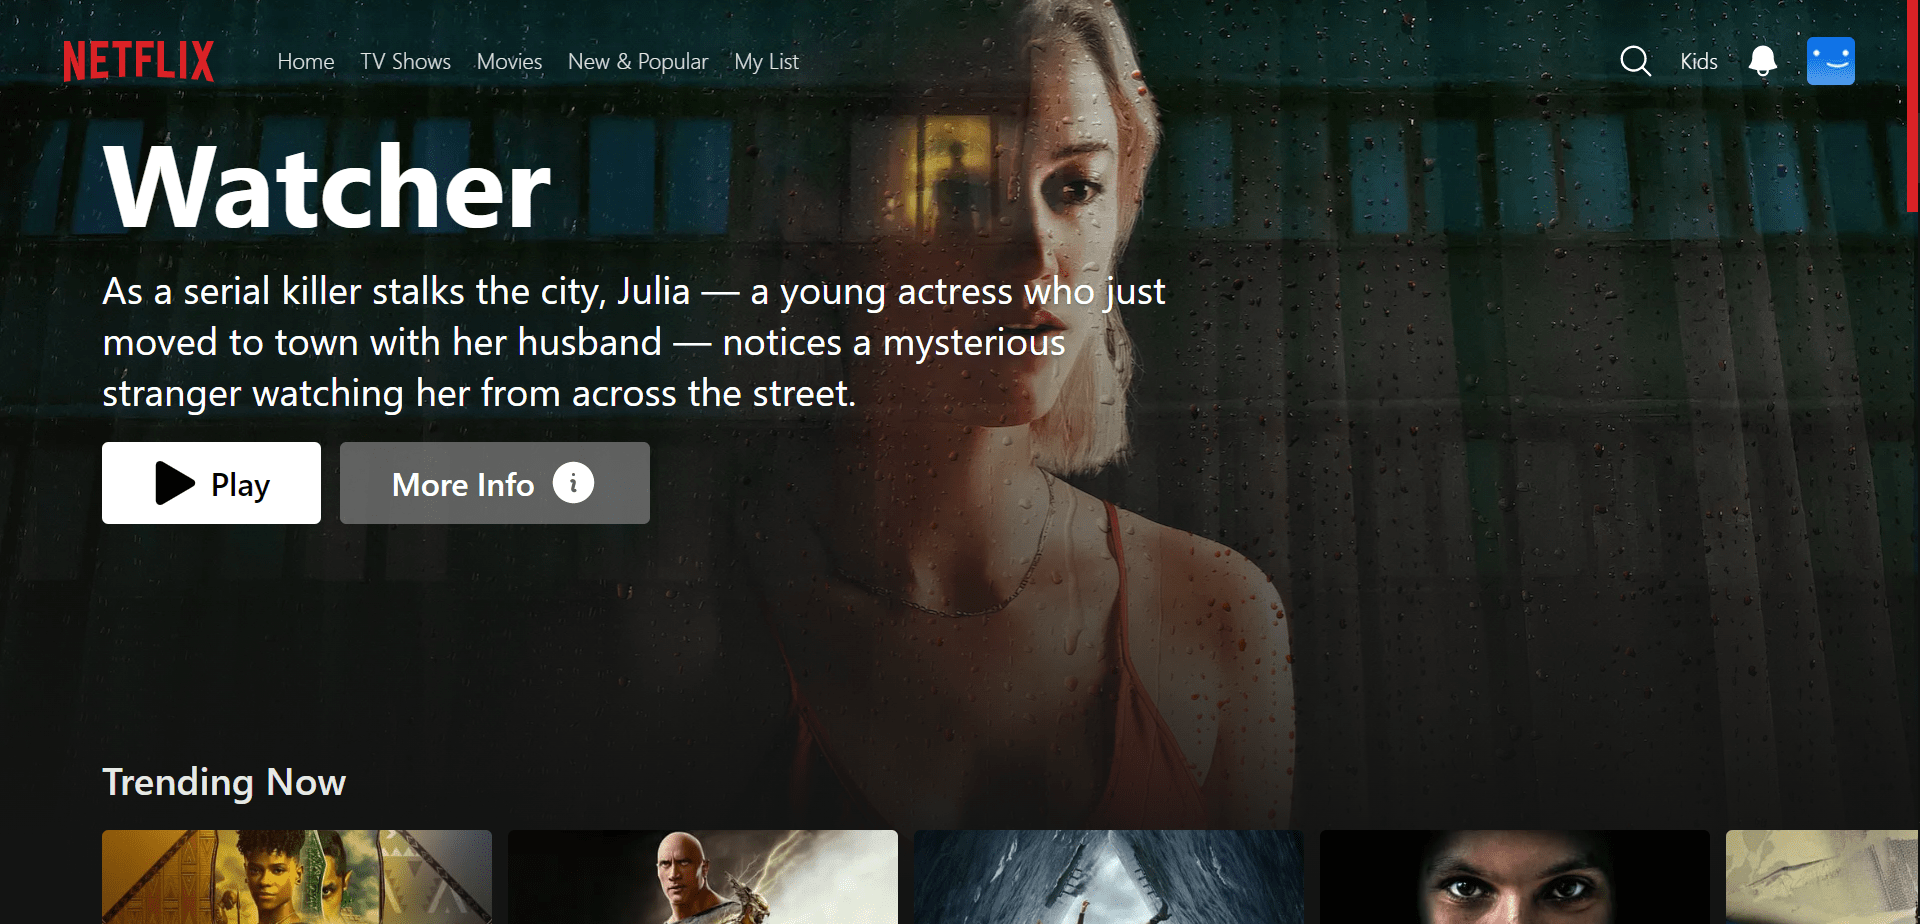 NETFLIX Home TV Shows Movies New & Popular My List Kids
Watcher
As a serial killer stalks the city, Julia — a young actress who just
moved to town with her husband — notices a mysterious
stranger watching her from across the street.
Play More Info i
Trending Now